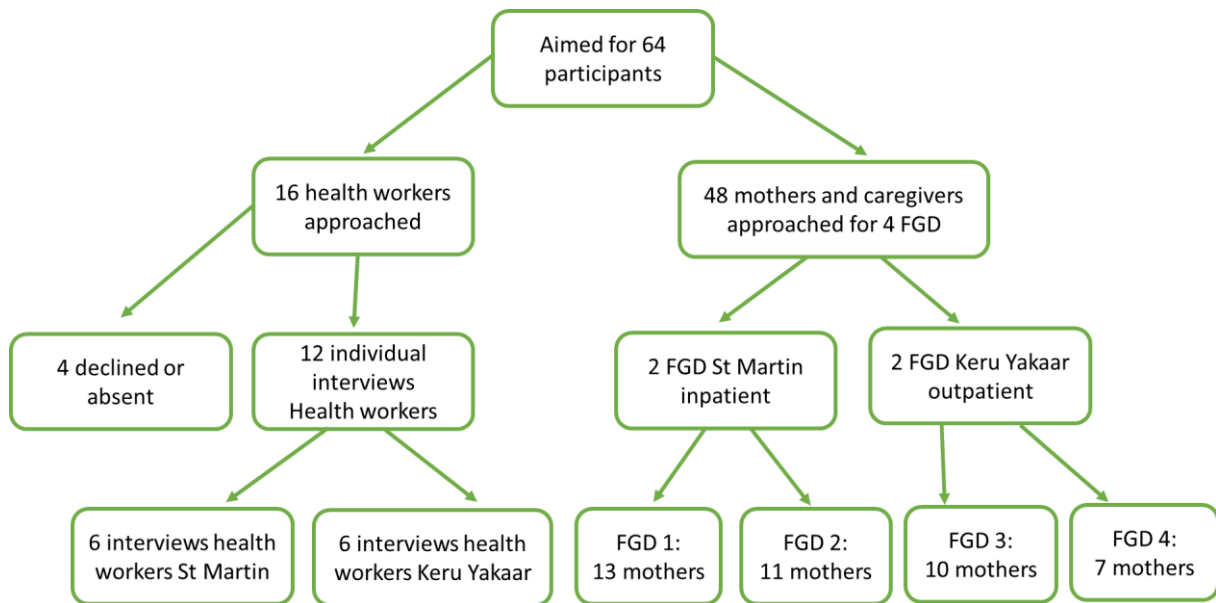 Aimed for 64
participants
16 health workers
approached
48 mothers and caregivers
approached for 4 FGD
4 declined or
absent
12 individual
interviews
Health workers
2 FGD St Martin
inpatient
2 FGD Keru Yakaar
outpatient
6 interviews health
workers St Martin
6 interviews health
workers Keru Yakaar
FGD 1:
13 mothers
FGD 2:
11 mothers
FGD 3:
10 mothers
FGD 4:
7 mothers